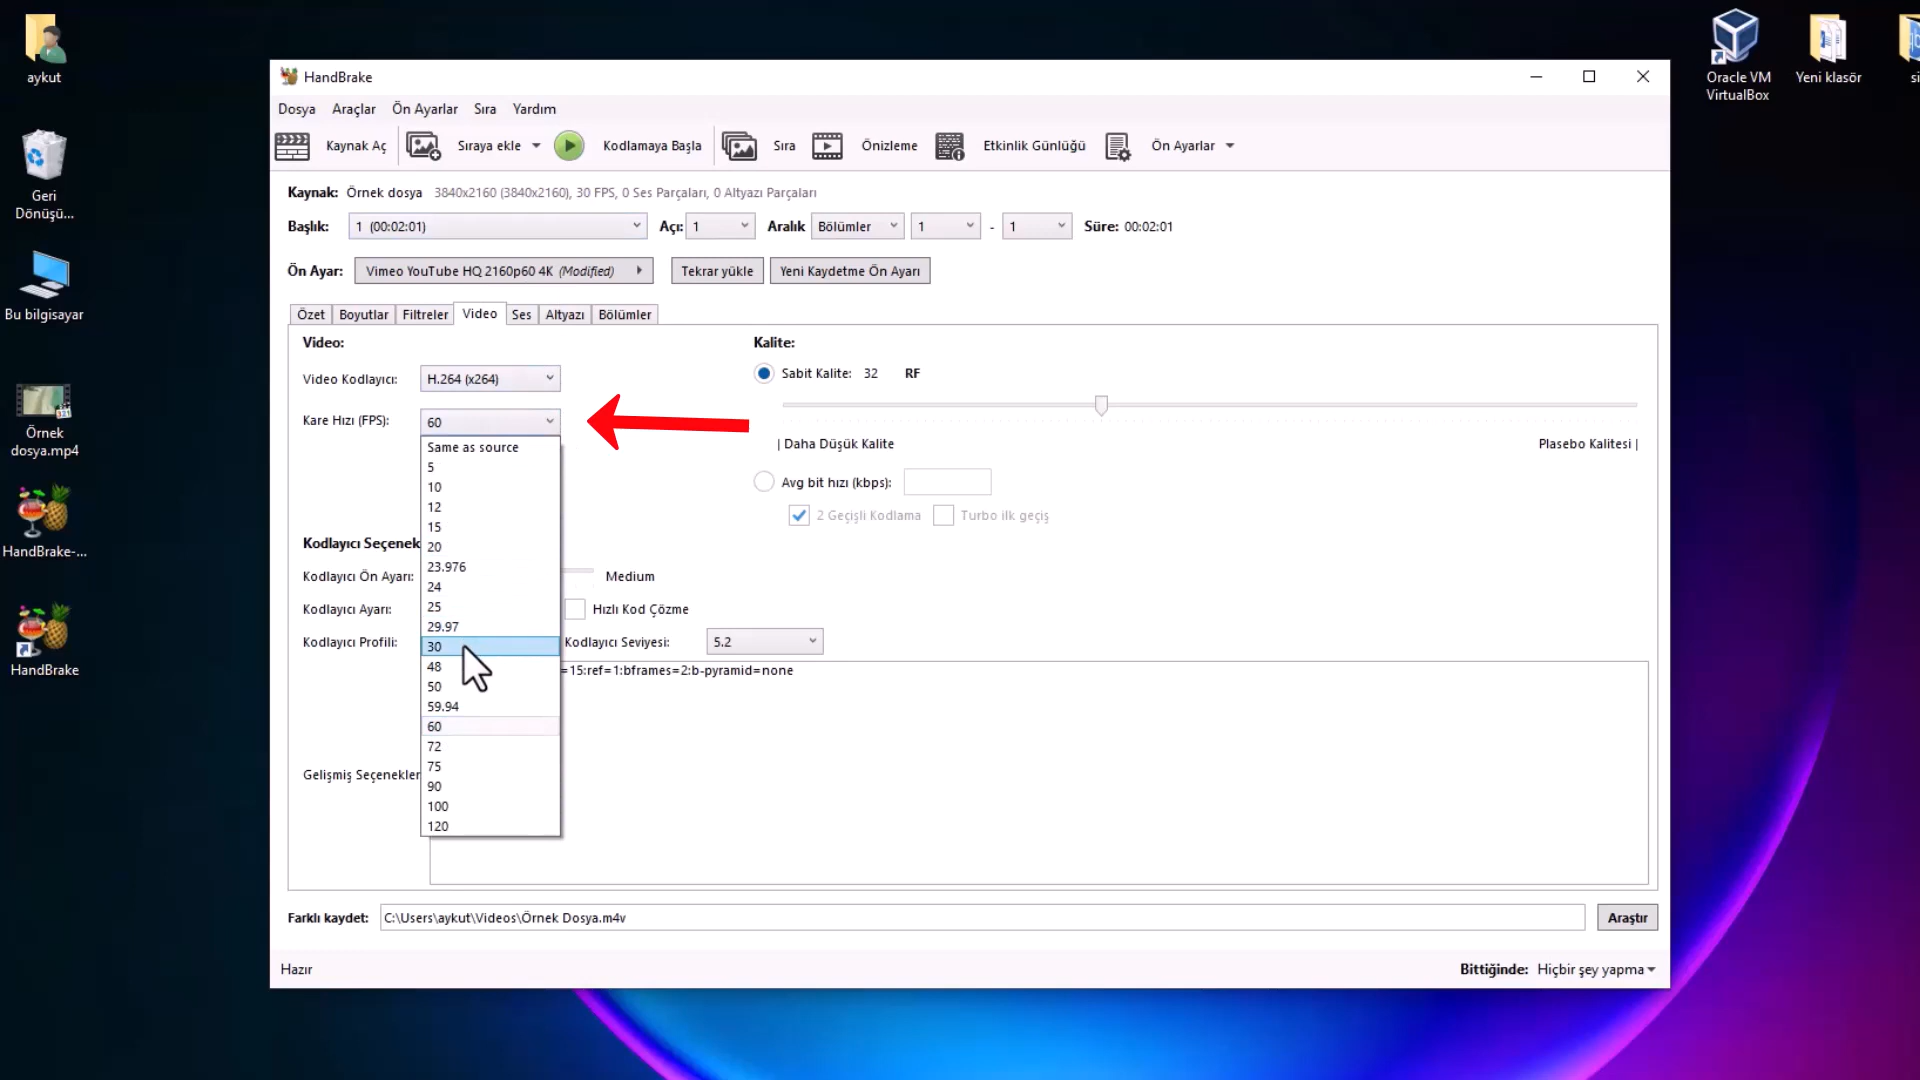 aykut
Geri
Dönüşü...
Bu bilgisayar
Örnek
dosya.mp4
HandBrake-...
HandBrake
Oracle VM
VirtualBox
Yeni klasör
si
HandBrake
Dosya Araçlar Ön Ayarlar Sıra Yardım
Kaynak Aç Sıraya ekle Kodlamaya Başla Sıra Önizleme Etkinlik Günlüğü Ön Ayarlar
Kaynak: Örnek dosya 3840x2160 (3840x2160), 30 FPS, 0 Ses Parçaları, 0 Altyazı Parçaları
Başlık: 1 (00:02:01) Açı: 1 Aralık Bölümler 1 - 1 Süre: 00:02:01
Ön Ayar: Vimeo YouTube HQ 2160p60 4K (Modified) Tekrar yükle Yeni Kaydetme Ön Ayarı
Özet Boyutlar Filtreler Video Ses Altyazı Bölümler
Video:
Video Kodlayıcı: H.264 (x264)
Kare Hızı (FPS): 60
Same as source
5
10
12
15
20
23.976
24
25
29.97
30
48
50
59.94
60
72
75
90
100
120
Kalite:
Sabit Kalite: 32 RF
| Daha Düşük Kalite Plasebo Kalitesi |
Avg bit hızı (kbps):
2 Geçişli Kodlama Turbo ilk geçiş
Kodlayıcı Seçenek
Kodlayıcı Ön Ayarı: Medium
Kodlayıcı Ayarı: Hızlı Kod Çözme
Kodlayıcı Profili: Kodlayıcı Seviyesi: 5.2
=15:ref=1:bframes=2:b-pyramid=none
Gelişmiş Seçenekler
Farklı kaydet: C:\Users\aykut\Videos\Örnek Dosya.m4v Araştır
Hazır Bittiğinde: Hiçbir şey yapma